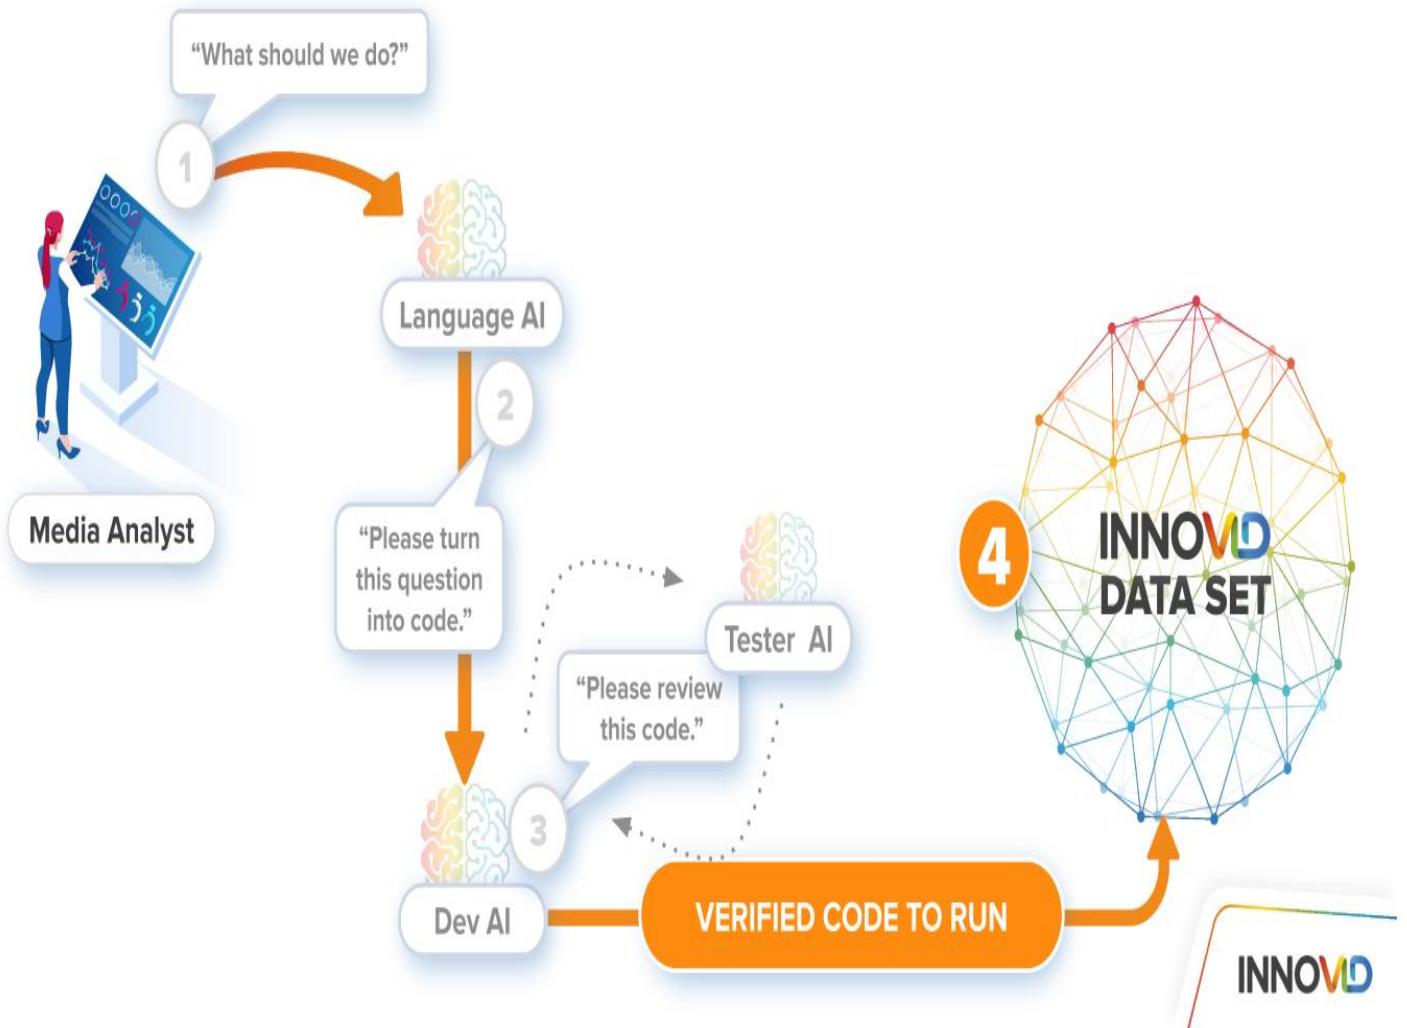 “What should we do?”
1
Language AI
2
Media Analyst
“Please turn
this question
into code.”
4
INNOVID
DATA SET
Tester AI
“Please review
this code.”
3
Dev AI
VERIFIED CODE TO RUN
INNOVID